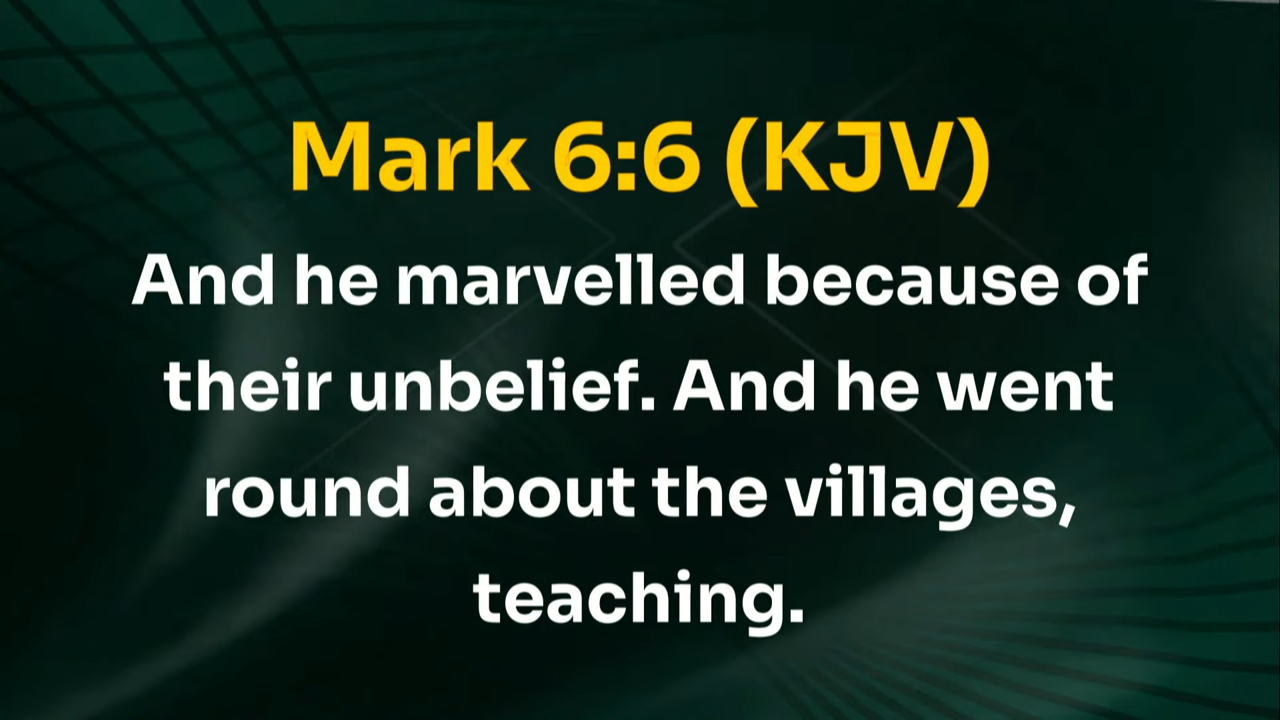 Mark 6:6 (KJV)
And he marvelled because of
their unbelief. And he went
round about the villages,
teaching.